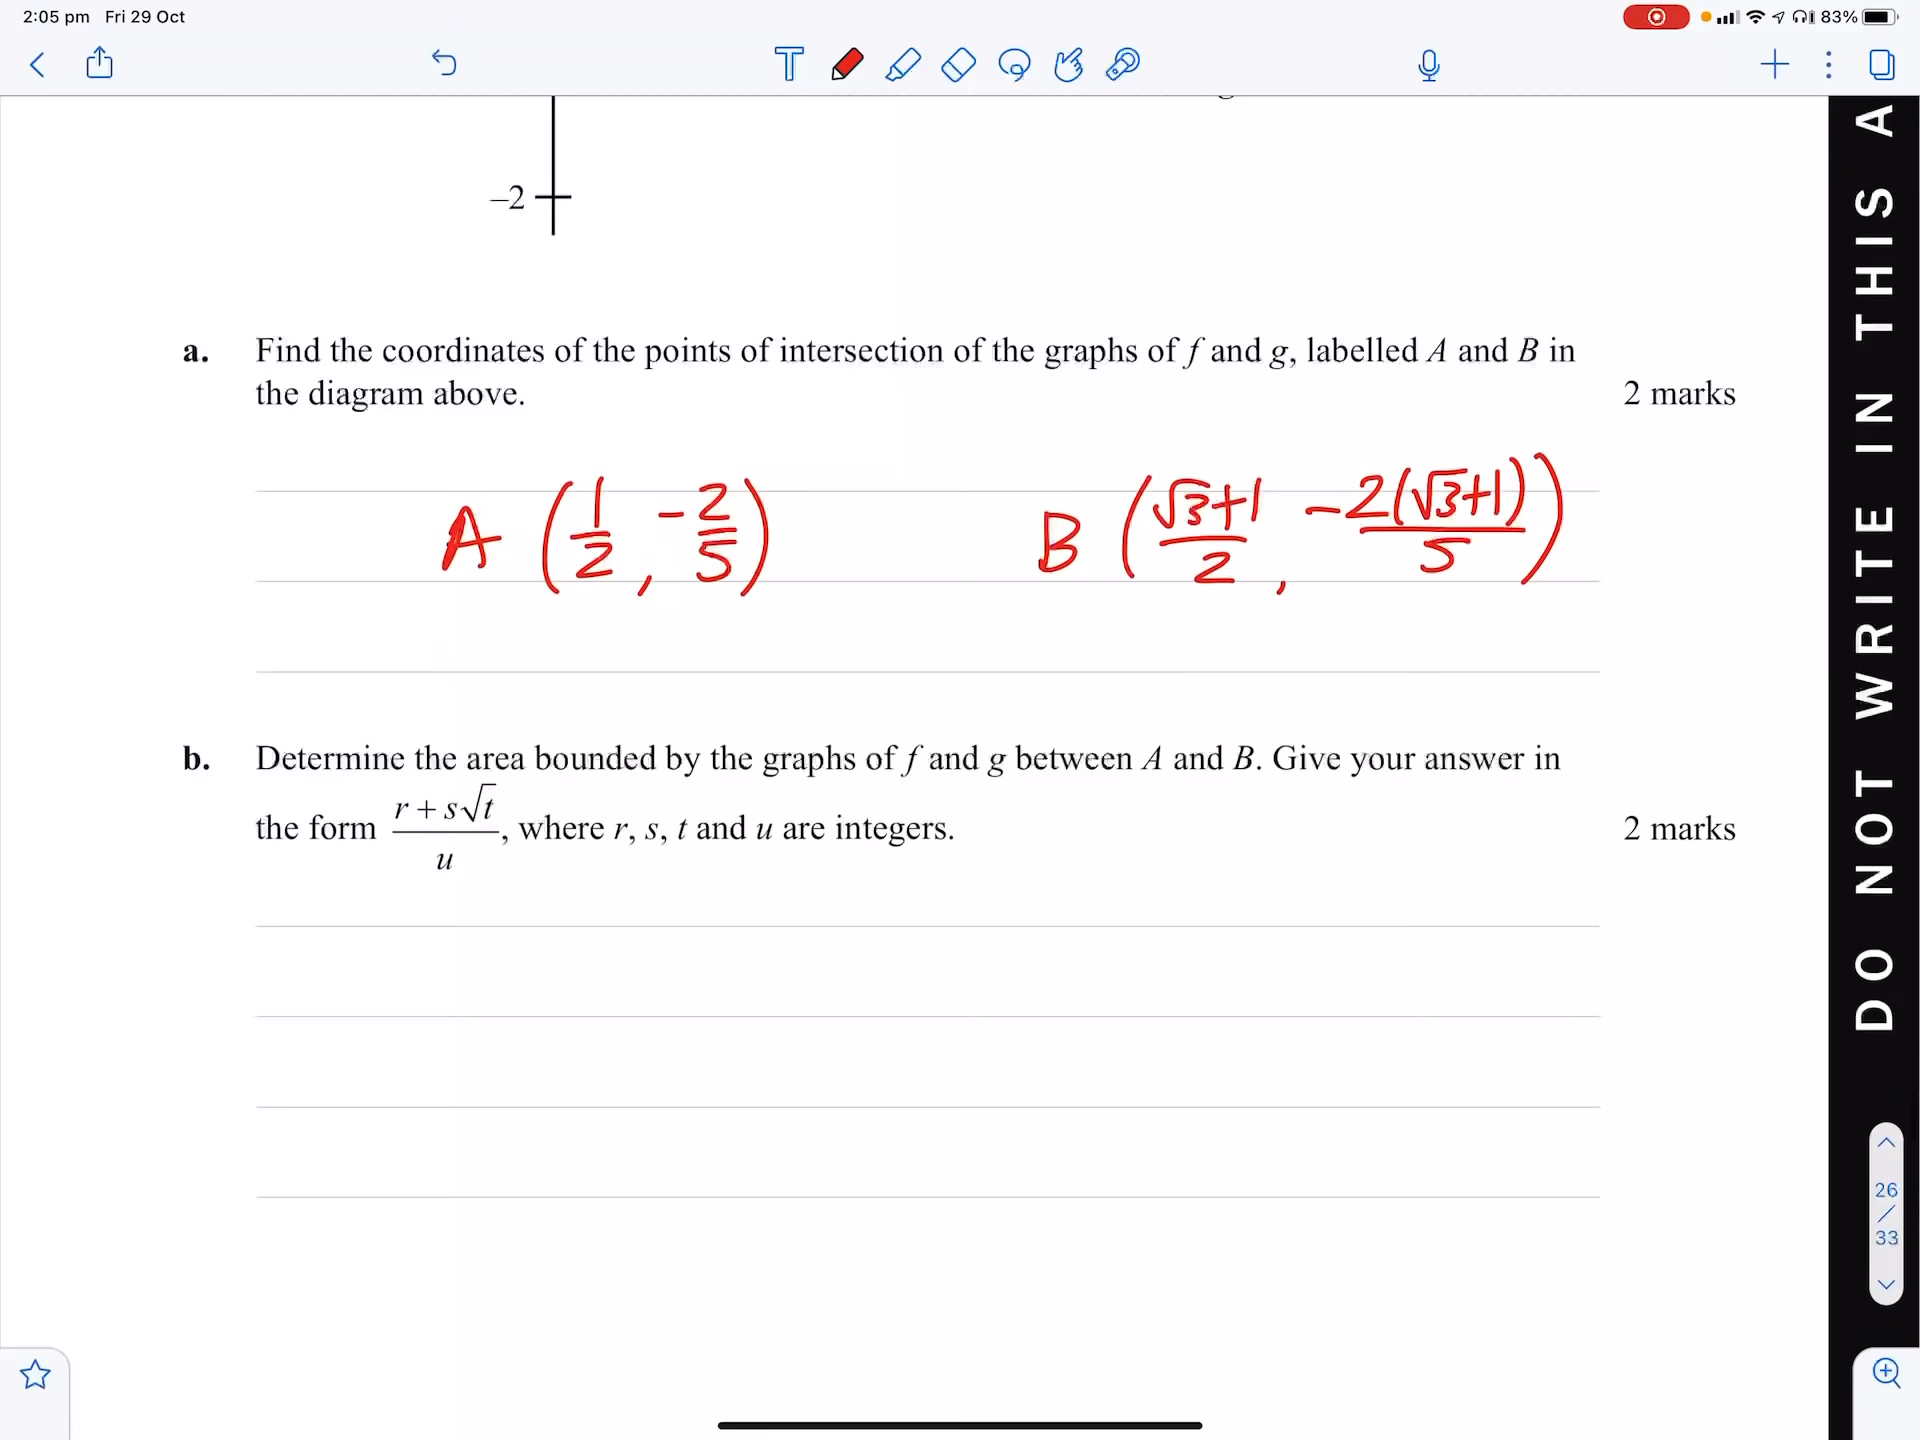 2:05 pm Fri 29 Oct
83%
–2
a. Find the coordinates of the points of intersection of the graphs of f and g, labelled A and B in
the diagram above. 2 marks
A (1/2, -2/5) B ((√3+1)/2, -2(√3+1)/5)
b. Determine the area bounded by the graphs of f and g between A and B. Give your answer in
the form (r + s√t)/u, where r, s, t and u are integers. 2 marks
DO NOT WRITE IN THIS A
26
/
33